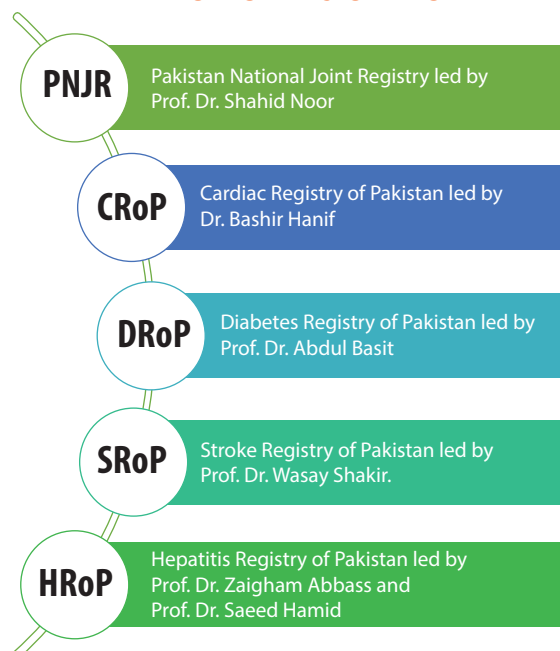 PNJR
Pakistan National Joint Registry led by
Prof. Dr. Shahid Noor
CRoP
Cardiac Registry of Pakistan led by
Dr. Bashir Hanif
DRoP
Diabetes Registry of Pakistan led by
Prof. Dr. Abdul Basit
SRoP
Stroke Registry of Pakistan led by
Prof. Dr. Wasay Shakir.
HRoP
Hepatitis Registry of Pakistan led by
Prof. Dr. Zaigham Abbass and
Prof. Dr. Saeed Hamid